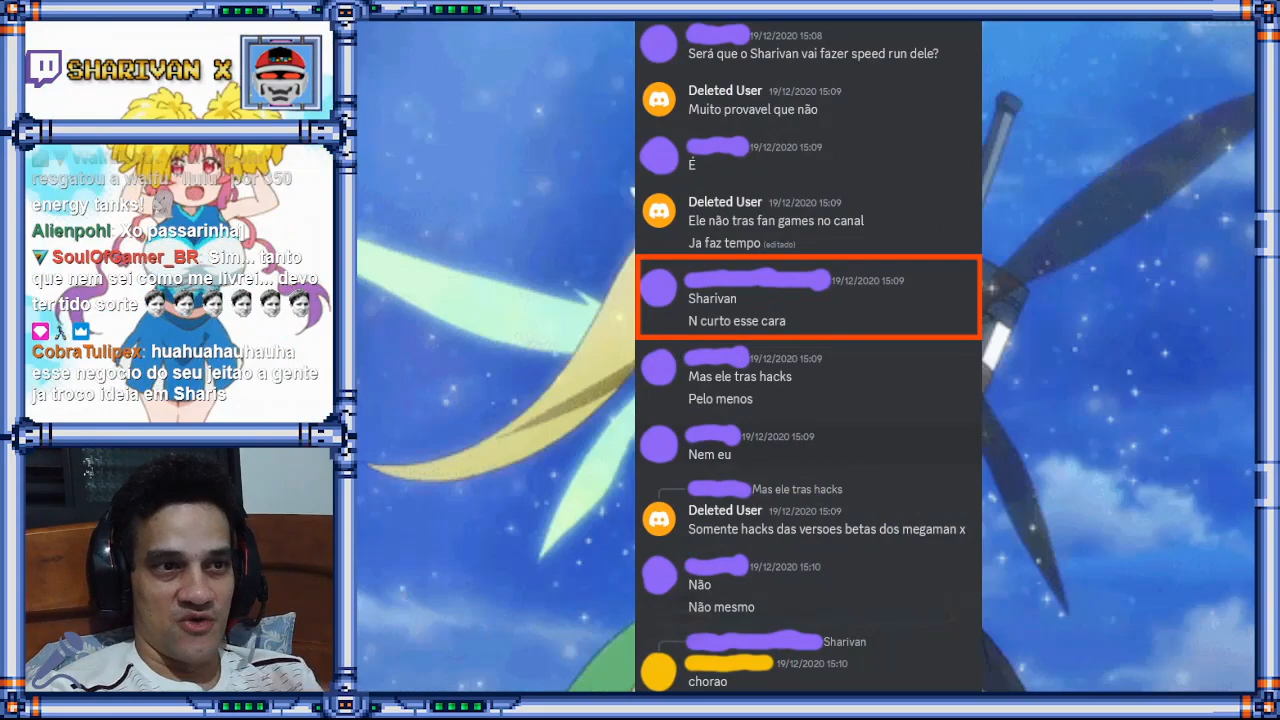 SHARIVAN X
resgatou a waifu "lulu" por 350
energy tanks!
Alienpohl: Xo passarinha]
SoulOfGamer_BR: Sim... tanto
que nem sei como me livrei... devo
ter tido sorte
CobraTulipex: huahuahauhauha
esse negocio do seu jeitao a gente
ja troco ideia em Sharis
19/12/2020 15:08
Será que o Sharivan vai fazer speed run dele?
Deleted User 19/12/2020 15:09
Muito provavel que não
19/12/2020 15:09
É
Deleted User 19/12/2020 15:09
Ele não tras fan games no canal
Ja faz tempo (editado)
19/12/2020 15:09
Sharivan
N curto esse cara
19/12/2020 15:09
Mas ele tras hacks
Pelo menos
19/12/2020 15:09
Nem eu
Mas ele tras hacks
Deleted User 19/12/2020 15:09
Somente hacks das versoes betas dos megaman x
19/12/2020 15:10
Não
Não mesmo
Sharivan
19/12/2020 15:10
chorao